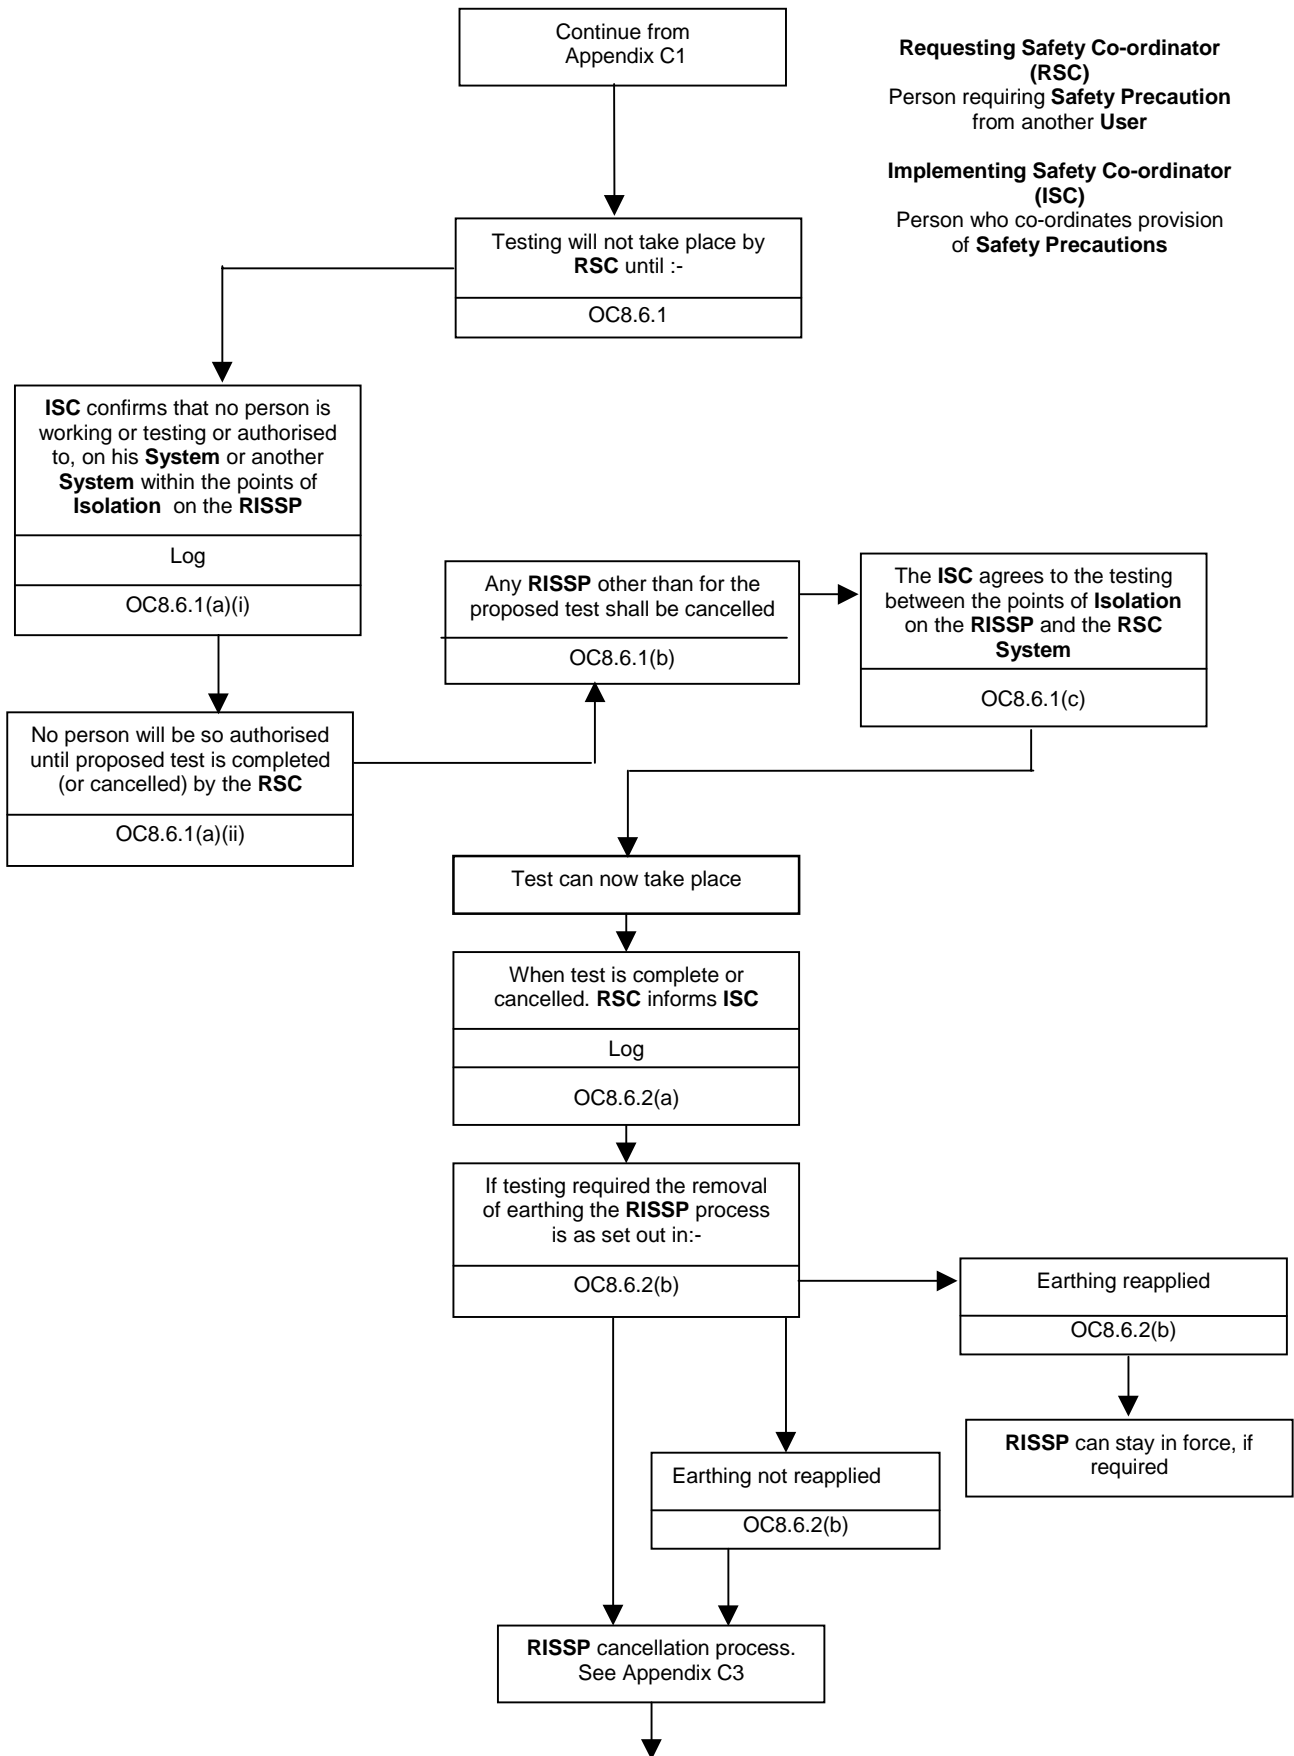 Continue from
Appendix C1
Requesting Safety Co-ordinator
(RSC)
Person requiring Safety Precaution
from another User
Implementing Safety Co-ordinator
(ISC)
Person who co-ordinates provision
of Safety Precautions
Testing will not take place by
RSC until :-
OC8.6.1
ISC confirms that no person is
working or testing or authorised
to, on his System or another
System within the points of
Isolation on the RISSP
Log
OC8.6.1(a)(i)
No person will be so authorised
until proposed test is completed
(or cancelled) by the RSC
OC8.6.1(a)(ii)
Any RISSP other than for the
proposed test shall be cancelled
OC8.6.1(b)
The ISC agrees to the testing
between the points of Isolation
on the RISSP and the RSC
System
OC8.6.1(c)
Test can now take place
When test is complete or
cancelled. RSC informs ISC
Log
OC8.6.2(a)
If testing required the removal
of earthing the RISSP process
is as set out in:-
OC8.6.2(b)
Earthing reapplied
OC8.6.2(b)
RISSP can stay in force, if
required
Earthing not reapplied
OC8.6.2(b)
RISSP cancellation process.
See Appendix C3